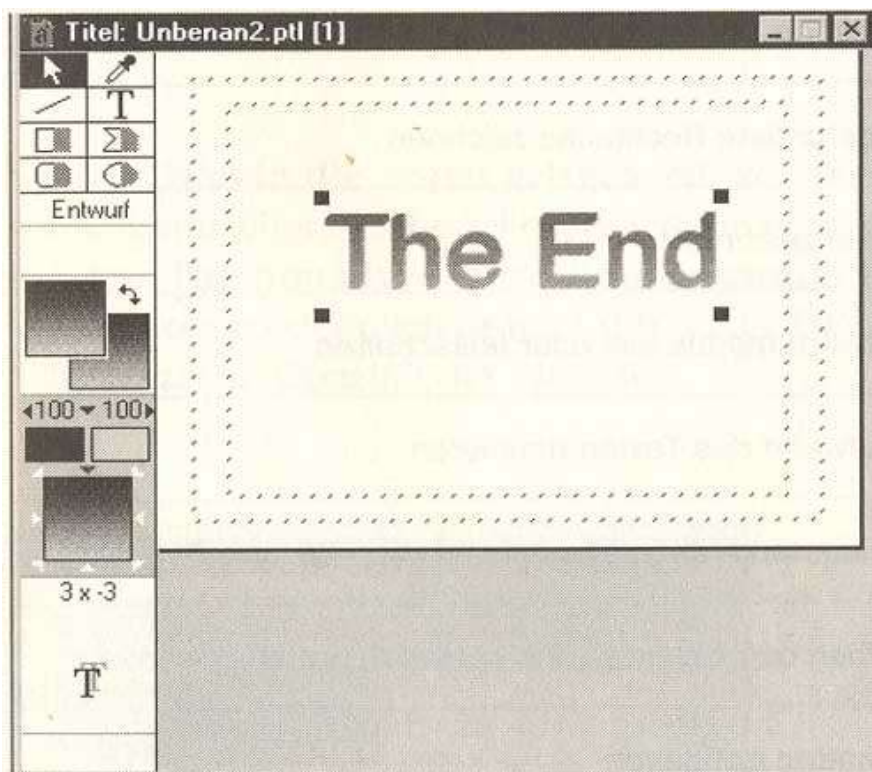 Titel: Unbenan2.ptl [1]
T
Entwurf
The End
100 100
3 x -3
T